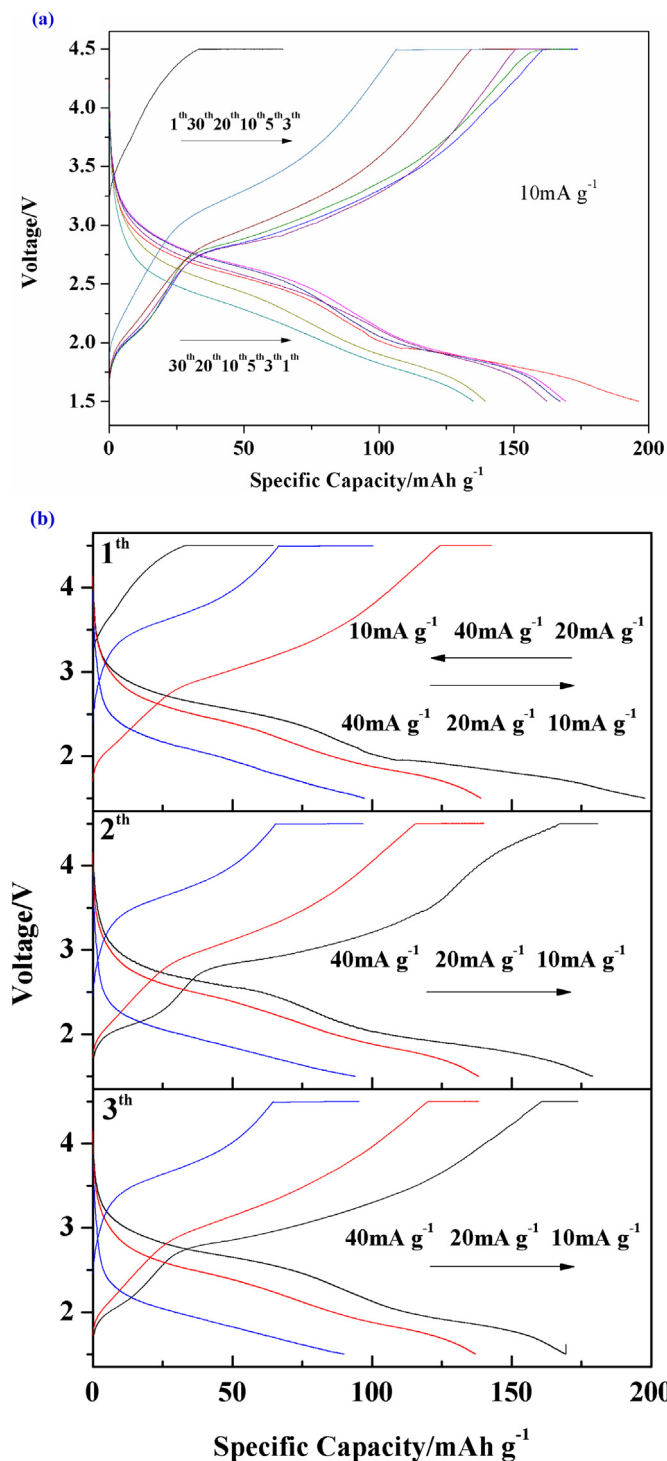 (a)
4.5
4.0
3.5
3.0
2.5
2.0
1.5
Voltage/V
1th30th20th10th5th3th
10mA g-1
30th20th10th5th3th1th
0 50 100 150 200
Specific Capacity/mAh g-1
(b)
1th
4
3
2
10mA g-1 40mA g-1 20mA g-1
40mA g-1 20mA g-1 10mA g-1
2th
4
3
2
40mA g-1 20mA g-1 10mA g-1
3th
4
3
2
40mA g-1 20mA g-1 10mA g-1
Voltage/V
0 50 100 150 200
Specific Capacity/mAh g-1